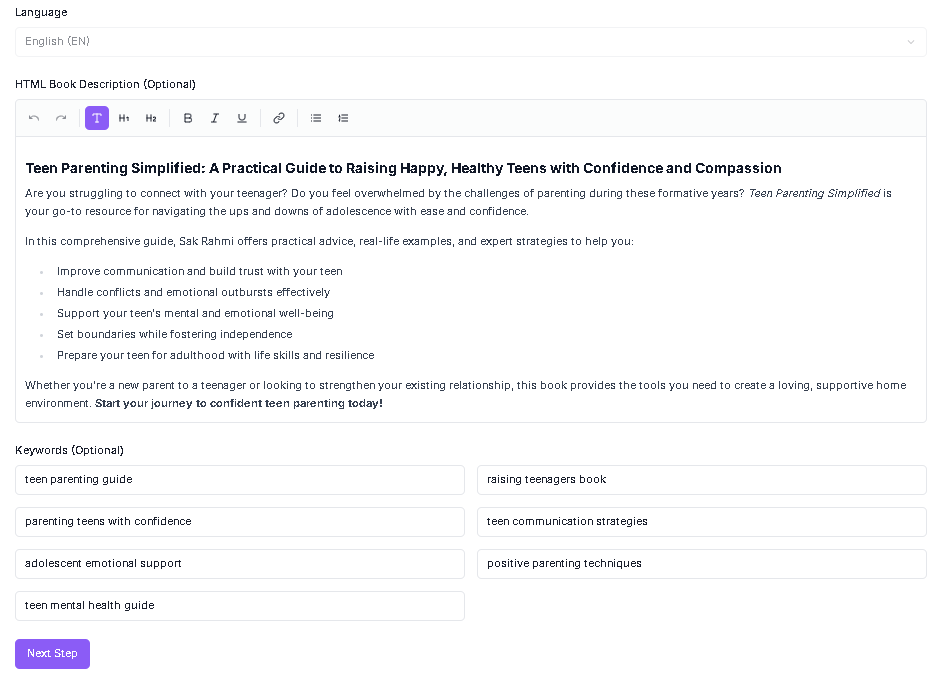 Language
English (EN)
HTML Book Description (Optional)
T H1 H2 B I U
Teen Parenting Simplified: A Practical Guide to Raising Happy, Healthy Teens with Confidence and Compassion
Are you struggling to connect with your teenager? Do you feel overwhelmed by the challenges of parenting during these formative years? Teen Parenting Simplified is
your go-to resource for navigating the ups and downs of adolescence with ease and confidence.
In this comprehensive guide, Sak Rahmi offers practical advice, real-life examples, and expert strategies to help you:
Improve communication and build trust with your teen
Handle conflicts and emotional outbursts effectively
Support your teen's mental and emotional well-being
Set boundaries while fostering independence
Prepare your teen for adulthood with life skills and resilience
Whether you're a new parent to a teenager or looking to strengthen your existing relationship, this book provides the tools you need to create a loving, supportive home
environment. Start your journey to confident teen parenting today!
Keywords (Optional)
teen parenting guide
raising teenagers book
parenting teens with confidence
teen communication strategies
adolescent emotional support
positive parenting techniques
teen mental health guide
Next Step